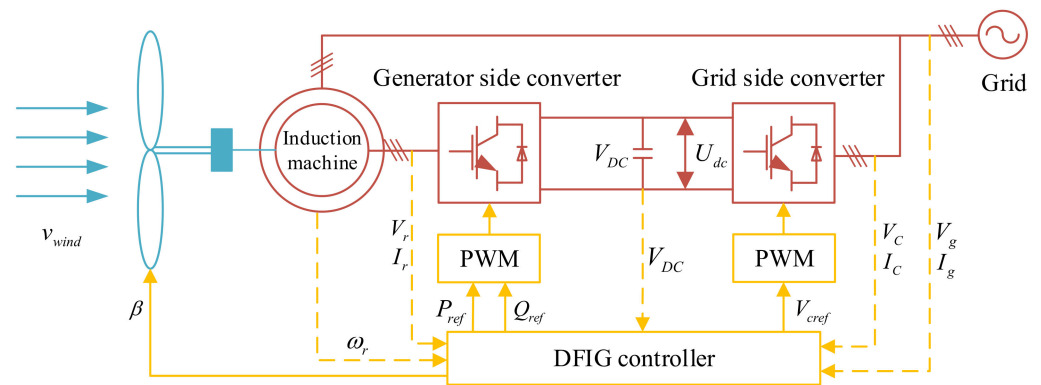 Generator side converter
Grid side converter
Grid
Induction
machine
V_DC
U_dc
v_wind
V_r
I_r
PWM
V_DC
PWM
V_C
I_C
V_g
I_g
β
P_ref
Q_ref
V_cref
ω_r
DFIG controller